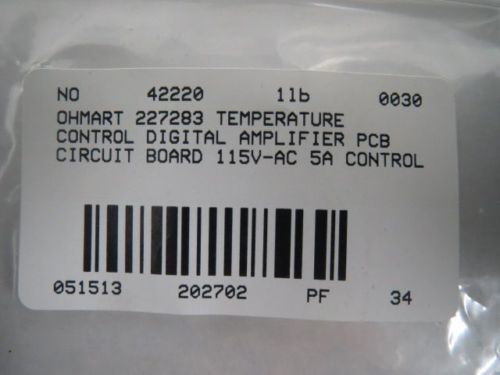 NO 42220 1lb 0030
OHMART 227283 TEMPERATURE
CONTROL DIGITAL AMPLIFIER PCB
CIRCUIT BOARD 115V-AC 5A CONTROL
051513 202702 PF 34